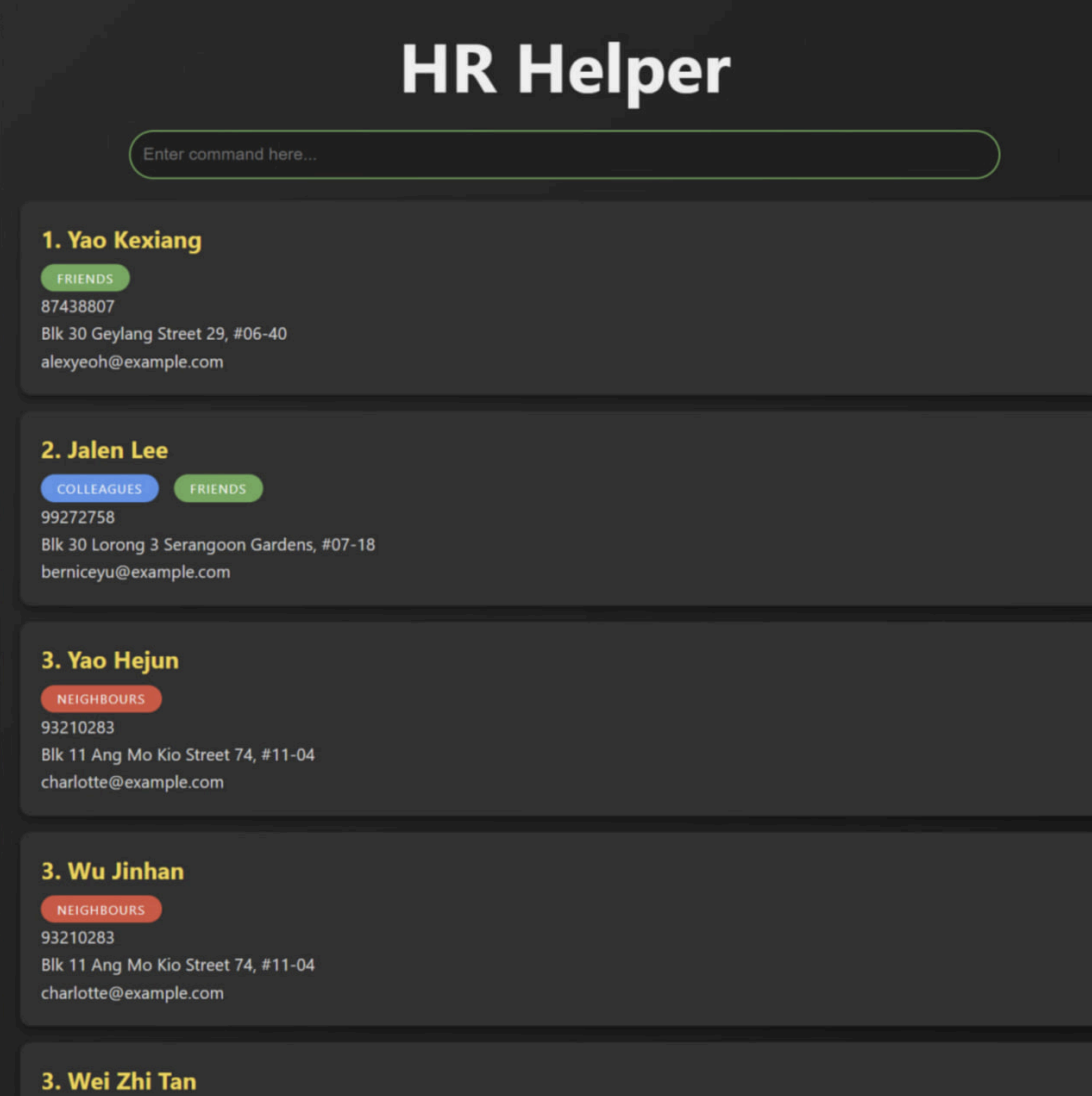 HR Helper
Enter command here...
1. Yao Kexiang
FRIENDS
87438807
Blk 30 Geylang Street 29, #06-40
alexyeoh@example.com
2. Jalen Lee
COLLEAGUES FRIENDS
99272758
Blk 30 Lorong 3 Serangoon Gardens, #07-18
berniceyu@example.com
3. Yao Hejun
NEIGHBOURS
93210283
Blk 11 Ang Mo Kio Street 74, #11-04
charlotte@example.com
3. Wu Jinhan
NEIGHBOURS
93210283
Blk 11 Ang Mo Kio Street 74, #11-04
charlotte@example.com
3. Wei Zhi Tan